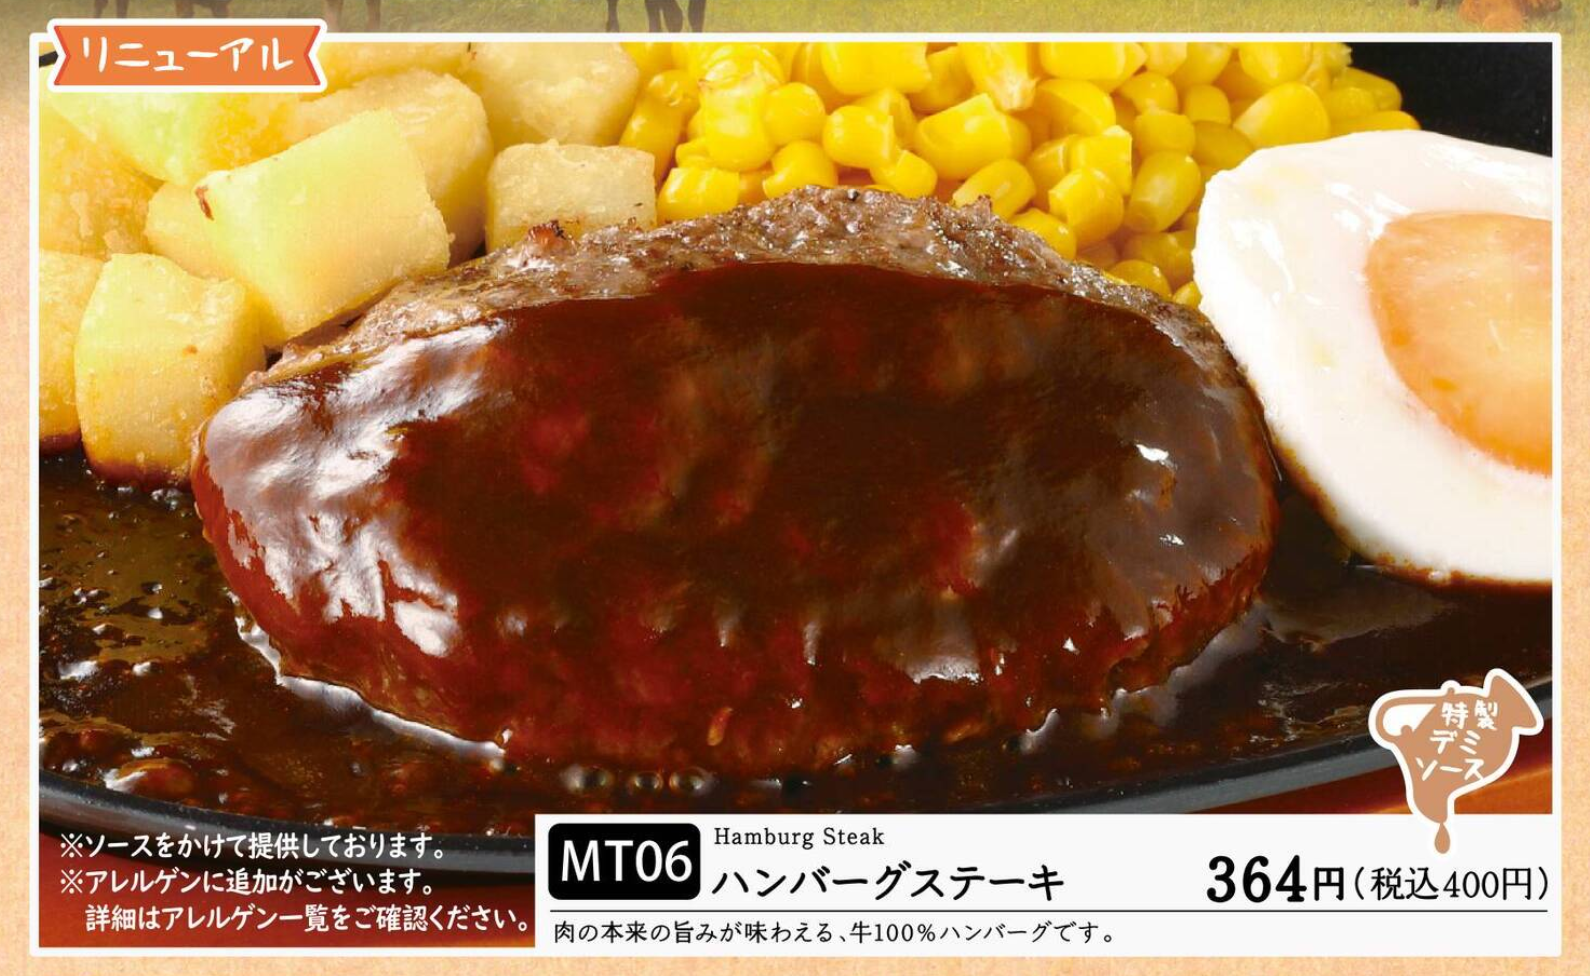 リニューアル
特製
デミ
ソース
※ソースをかけて提供しております。
※アレルゲンに追加がございます。
詳細はアレルゲン一覧をご確認ください。
MT06
Hamburg Steak
ハンバーグステーキ
364円(税込400円)
肉の本来の旨みが味わえる、牛100%ハンバーグです。